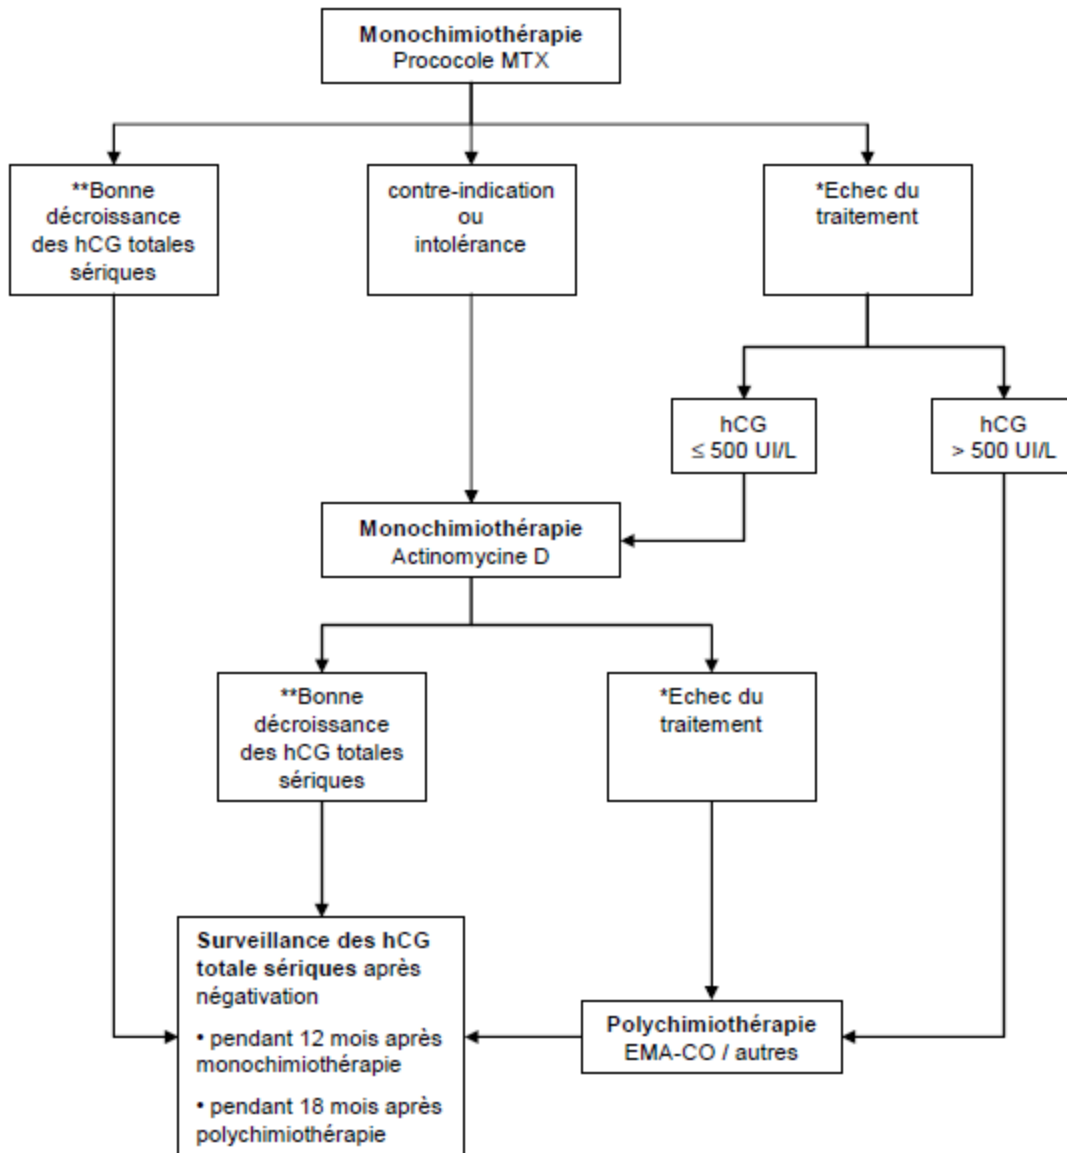 Monochimiothérapie
Prococole MTX
**Bonne
décroissance
des hCG totales
sériques
contre-indication
ou
intolérance
*Echec du
traitement
hCG
≤ 500 UI/L
hCG
> 500 UI/L
Monochimiothérapie
Actinomycine D
**Bonne
décroissance
des hCG totales
sériques
*Echec du
traitement
Surveillance des hCG
totale sériques après
négativation
• pendant 12 mois après
monochimiothérapie
• pendant 18 mois après
polychimiothérapie
Polychimiothérapie
EMA-CO / autres